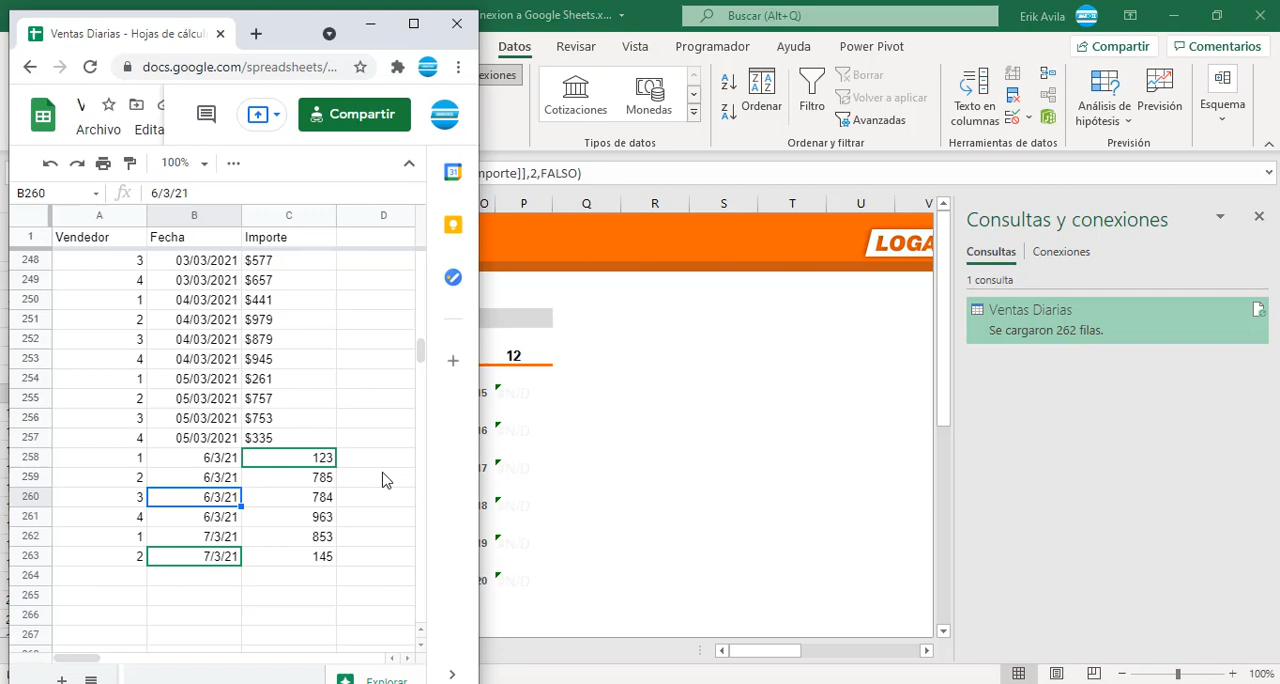 Ventas Diarias - Hojas de cálcul
docs.google.com/spreadsheets/...
Archivo Edita
Compartir
100%
B260 fx 6/3/21
A B C D
1 Vendedor Fecha Importe
248 3 03/03/2021 $577
249 4 03/03/2021 $657
250 1 04/03/2021 $441
251 2 04/03/2021 $979
252 3 04/03/2021 $879
253 4 04/03/2021 $945
254 1 05/03/2021 $261
255 2 05/03/2021 $757
256 3 05/03/2021 $753
257 4 05/03/2021 $335
258 1 6/3/21 123
259 2 6/3/21 785
260 3 6/3/21 784
261 4 6/3/21 963
262 1 7/3/21 853
263 2 7/3/21 145
264
265
266
267
Explorar
nexion a Google Sheets.x...
Buscar (Alt+Q)
Erik Avila
Datos Revisar Vista Programador Ayuda Power Pivot
Compartir Comentarios
exiones
Cotizaciones Monedas
Tipos de datos
Ordenar Filtro
Borrar
Volver a aplicar
Avanzadas
Ordenar y filtrar
Texto en columnas
Herramientas de datos
Análisis de hipótesis
Previsión
Previsión
Esquema
mporte]],2,FALSO)
O P Q R S T U V
LOGA
12
15 #N/D
16 #N/D
17 #N/D
18 #N/D
19 #N/D
20 #N/D
Consultas y conexiones
Consultas Conexiones
1 consulta
Ventas Diarias
Se cargaron 262 filas.
100%